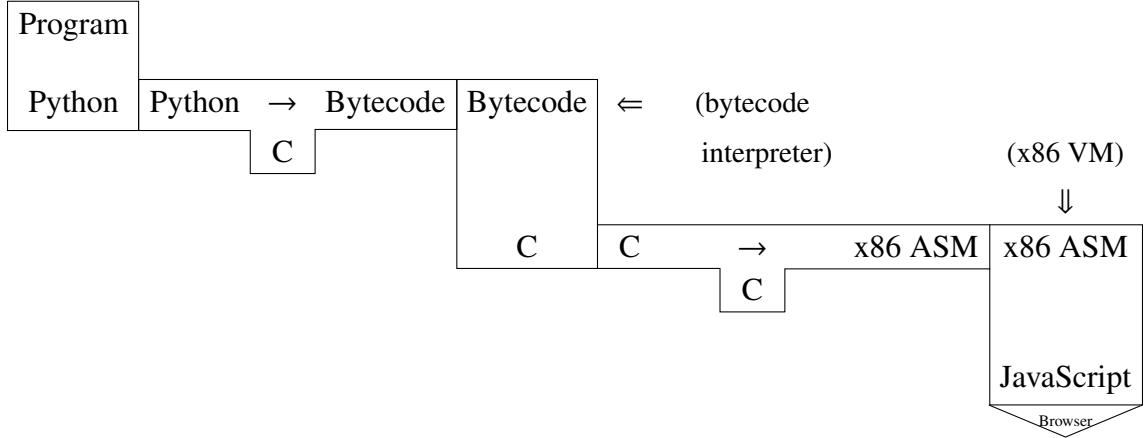 Program
Python Python → Bytecode Bytecode ⇐ (bytecode
C interpreter) (x86 VM)
⇓
C C → x86 ASM x86 ASM
C
JavaScript
Browser